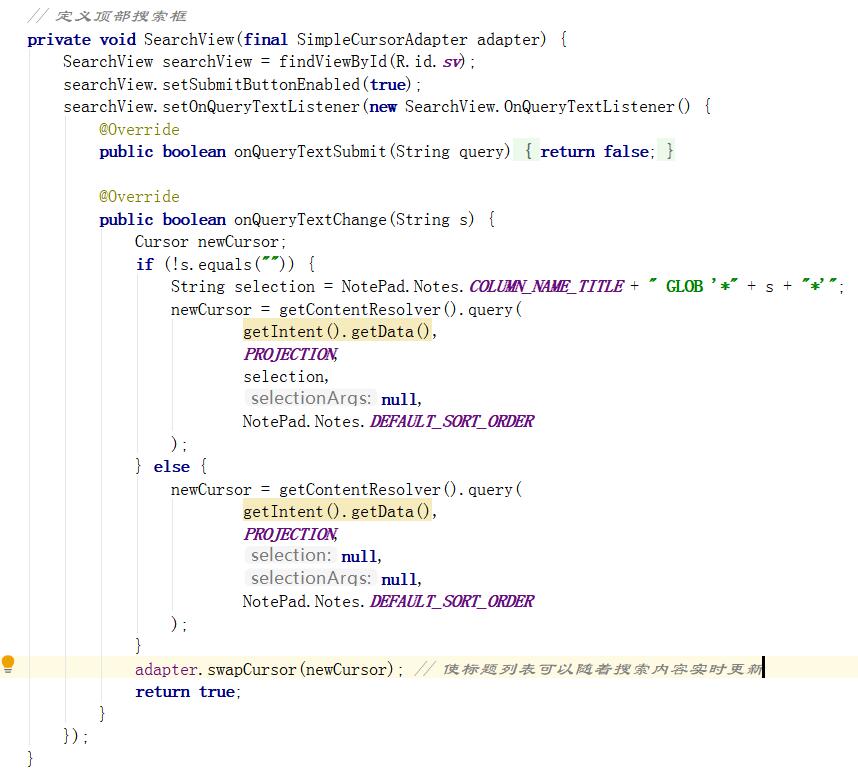 // 定义顶部搜索框
private void SearchView(final SimpleCursorAdapter adapter) {
SearchView searchView = findViewById(R.id.sv);
searchView.setSubmitButtonEnabled(true);
searchView.setOnQueryTextListener(new SearchView.OnQueryTextListener() {
@Override
public boolean onQueryTextSubmit(String query) { return false; }
@Override
public boolean onQueryTextChange(String s) {
Cursor newCursor;
if (!s.equals("")) {
String selection = NotePad.Notes.COLUMN_NAME_TITLE + " GLOB '*" + s + "*'";
newCursor = getContentResolver().query(
getIntent().getData(),
PROJECTION,
selection,
selectionArgs: null,
NotePad.Notes.DEFAULT_SORT_ORDER
);
} else {
newCursor = getContentResolver().query(
getIntent().getData(),
PROJECTION,
selection: null,
selectionArgs: null,
NotePad.Notes.DEFAULT_SORT_ORDER
);
}
adapter.swapCursor(newCursor); // 使标题列表可以随着搜索内容实时更新
return true;
}
});
}